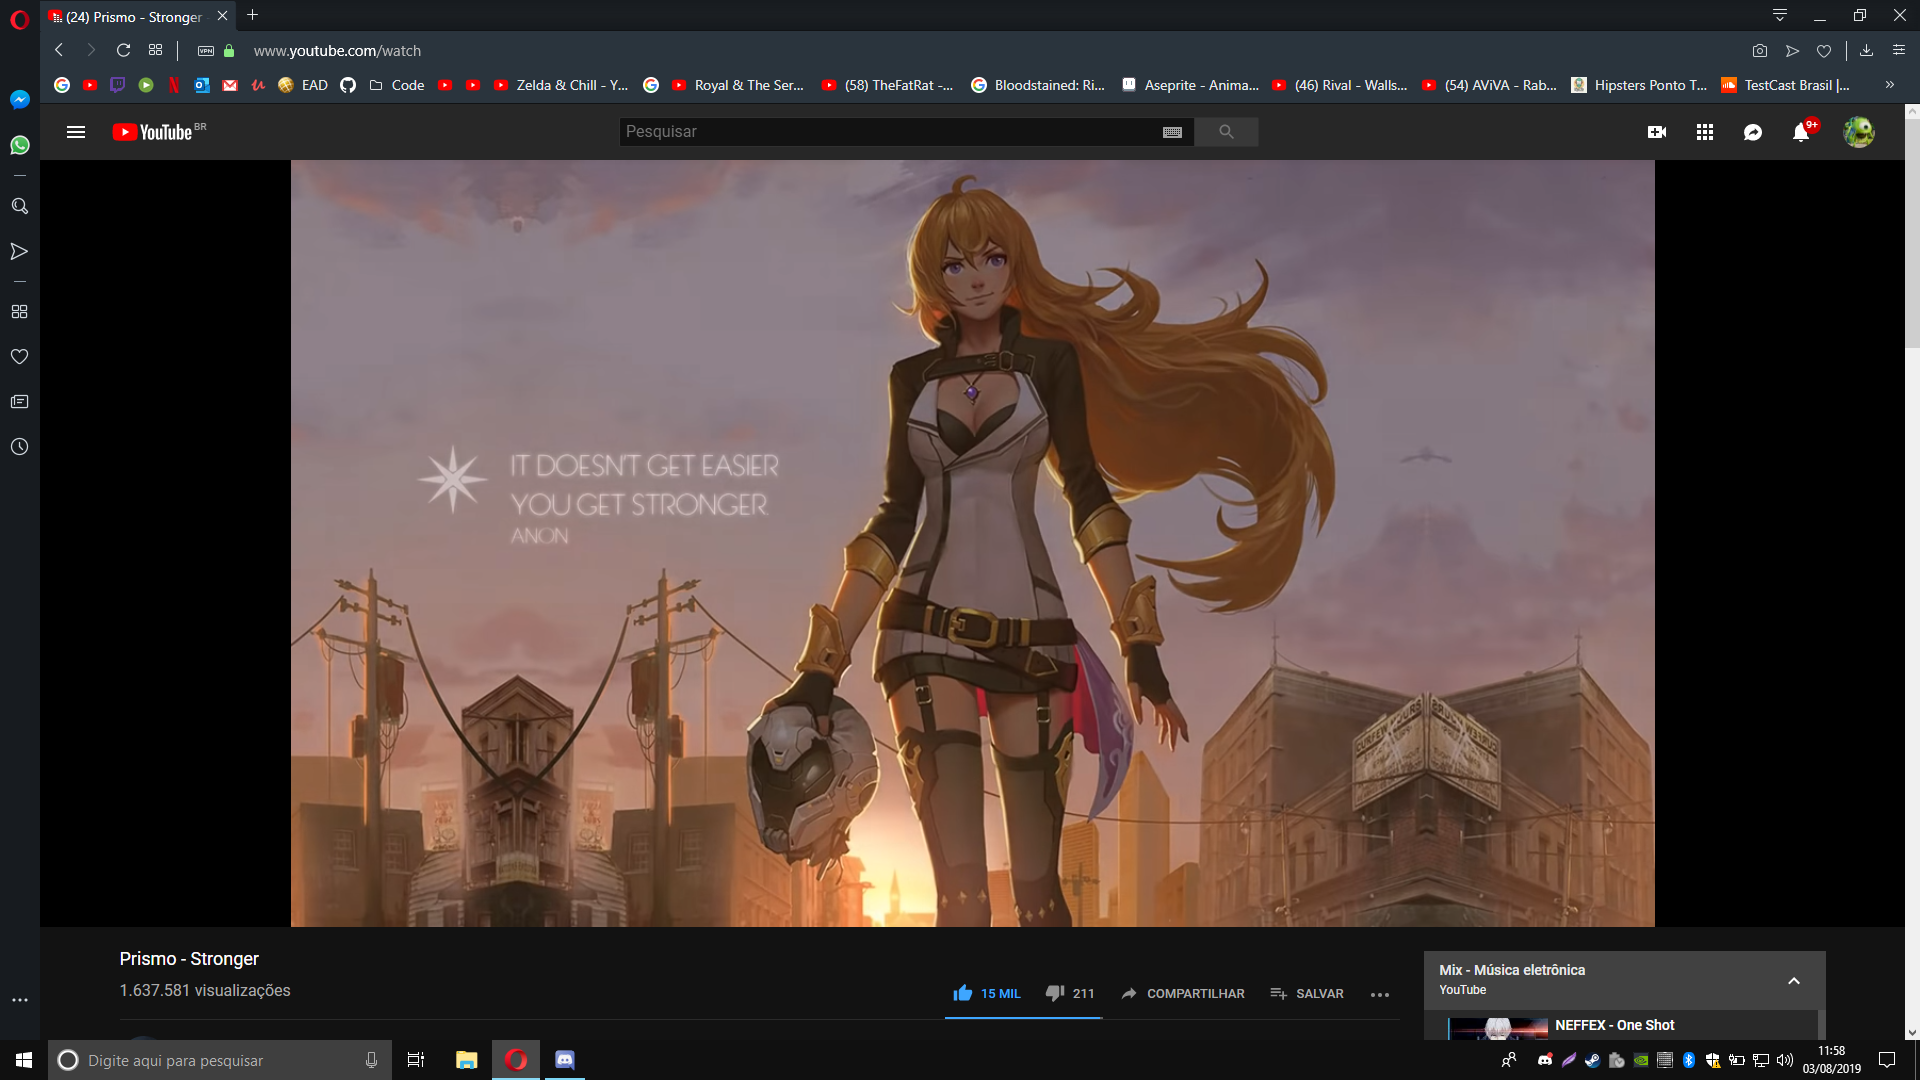 (24) Prismo - Stronger
www.youtube.com/watch
VPN
EAD
Code
Zelda & Chill - Y...
Royal & The Ser...
(58) TheFatRat -...
Bloodstained: Ri...
Aseprite - Anima...
(46) Rival - Walls...
(54) AViVA - Rab...
Hipsters Ponto T...
TestCast Brasil |...
YouTube BR
Pesquisar
9+
IT DOESN'T GET EASIER
YOU GET STRONGER
ANON
Prismo - Stronger
1.637.581 visualizações
15 MIL
211
COMPARTILHAR
SALVAR
Mix - Música eletrônica
YouTube
NEFFEX - One Shot
Digite aqui para pesquisar
11:58
03/08/2019